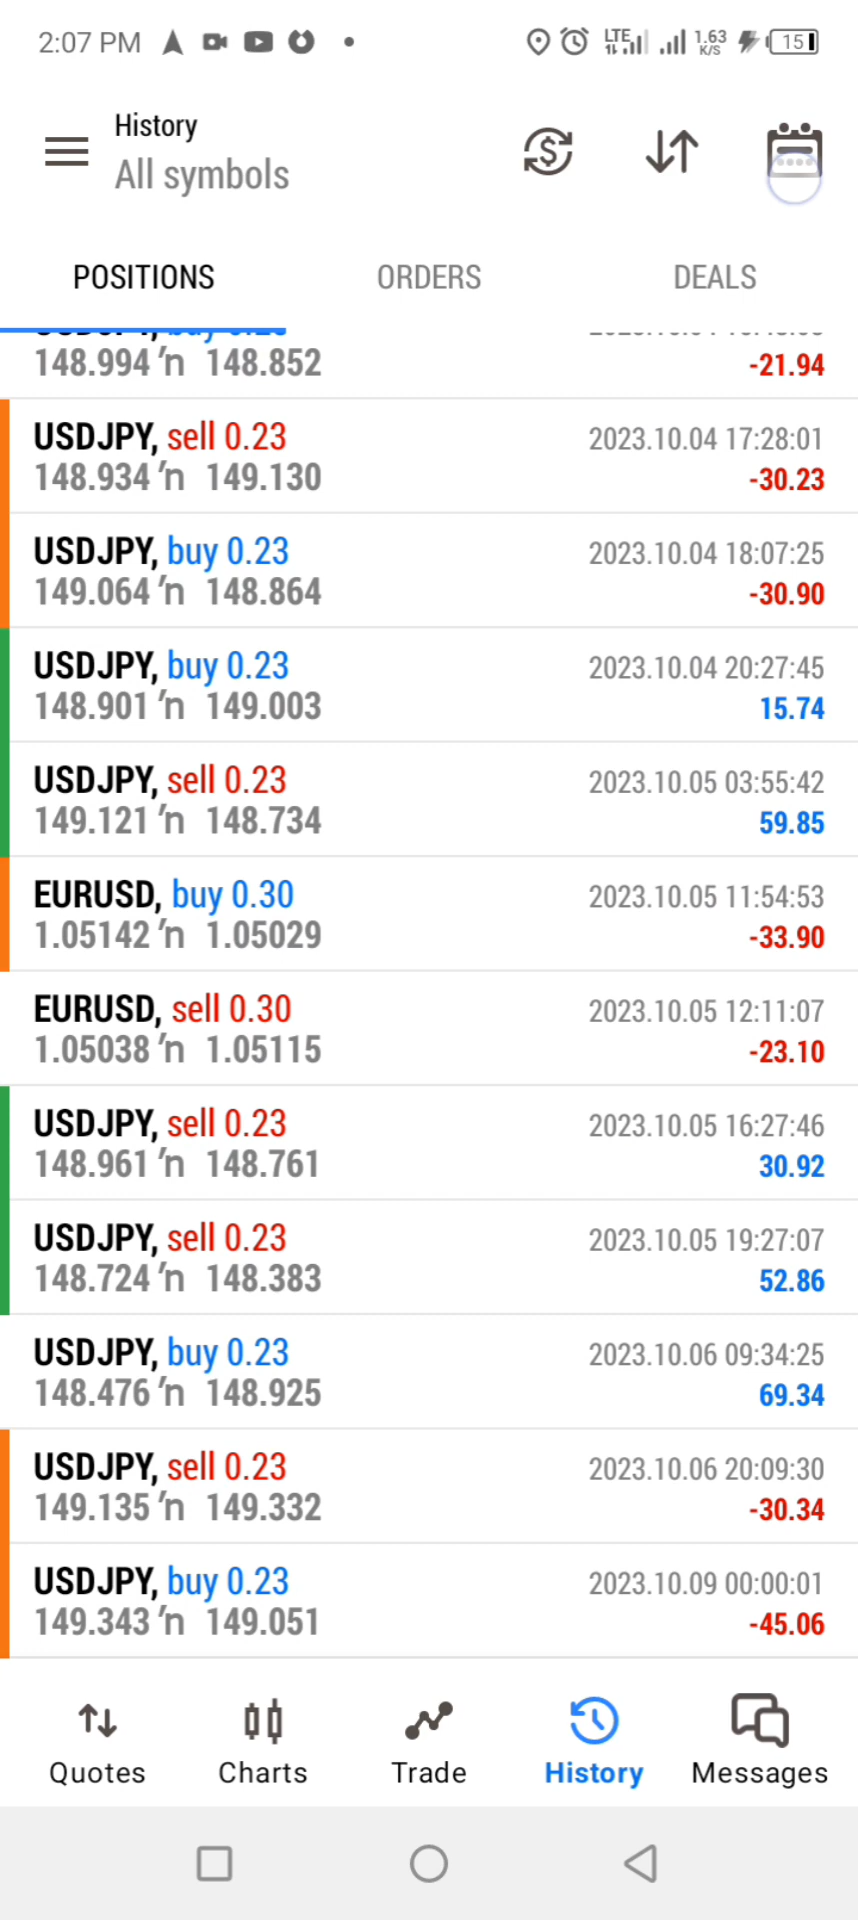 2:07 PM
LTE 1.63 K/S 15
History
All symbols
POSITIONS
ORDERS
DEALS
148.994 ’n 148.852
-21.94
USDJPY, sell 0.23
2023.10.04 17:28:01
148.934 ’n 149.130
-30.23
USDJPY, buy 0.23
2023.10.04 18:07:25
149.064 ’n 148.864
-30.90
USDJPY, buy 0.23
2023.10.04 20:27:45
148.901 ’n 149.003
15.74
USDJPY, sell 0.23
2023.10.05 03:55:42
149.121 ’n 148.734
59.85
EURUSD, buy 0.30
2023.10.05 11:54:53
1.05142 ’n 1.05029
-33.90
EURUSD, sell 0.30
2023.10.05 12:11:07
1.05038 ’n 1.05115
-23.10
USDJPY, sell 0.23
2023.10.05 16:27:46
148.961 ’n 148.761
30.92
USDJPY, sell 0.23
2023.10.05 19:27:07
148.724 ’n 148.383
52.86
USDJPY, buy 0.23
2023.10.06 09:34:25
148.476 ’n 148.925
69.34
USDJPY, sell 0.23
2023.10.06 20:09:30
149.135 ’n 149.332
-30.34
USDJPY, buy 0.23
2023.10.09 00:00:01
149.343 ’n 149.051
-45.06
Quotes
Charts
Trade
History
Messages